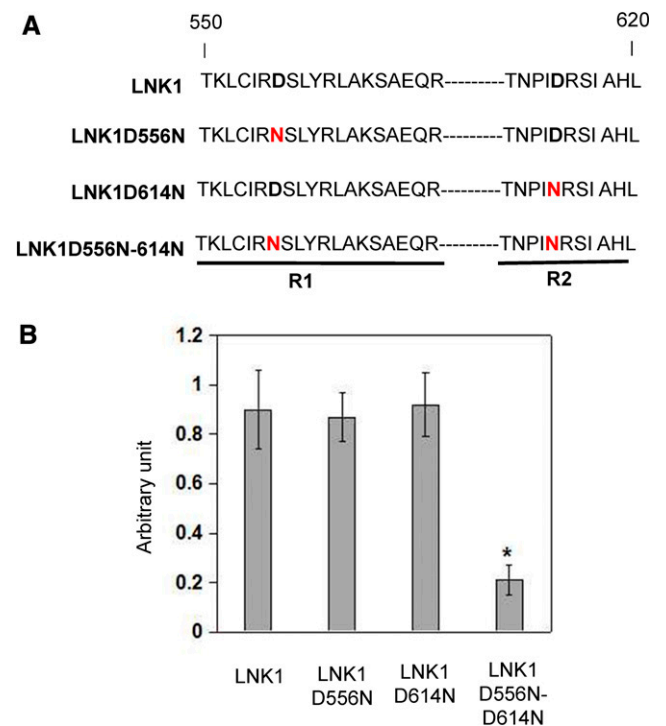 A
550 620
LNK1 TKLCIRDSLYRLAKSAEQR---------TNPIDRSI AHL
LNK1D556N TKLCIRNSLYRLAKSAEQR---------TNPIDRSI AHL
LNK1D614N TKLCIRDSLYRLAKSAEQR---------TNPINRSI AHL
LNK1D556N-614N TKLCIRNSLYRLAKSAEQR---------TNPINRSI AHL
R1 R2
B
1.2
1
0.8
0.6
0.4
0.2
0
Arbitrary unit
*
LNK1
LNK1
D556N
LNK1
D614N
LNK1
D556N-
D614N